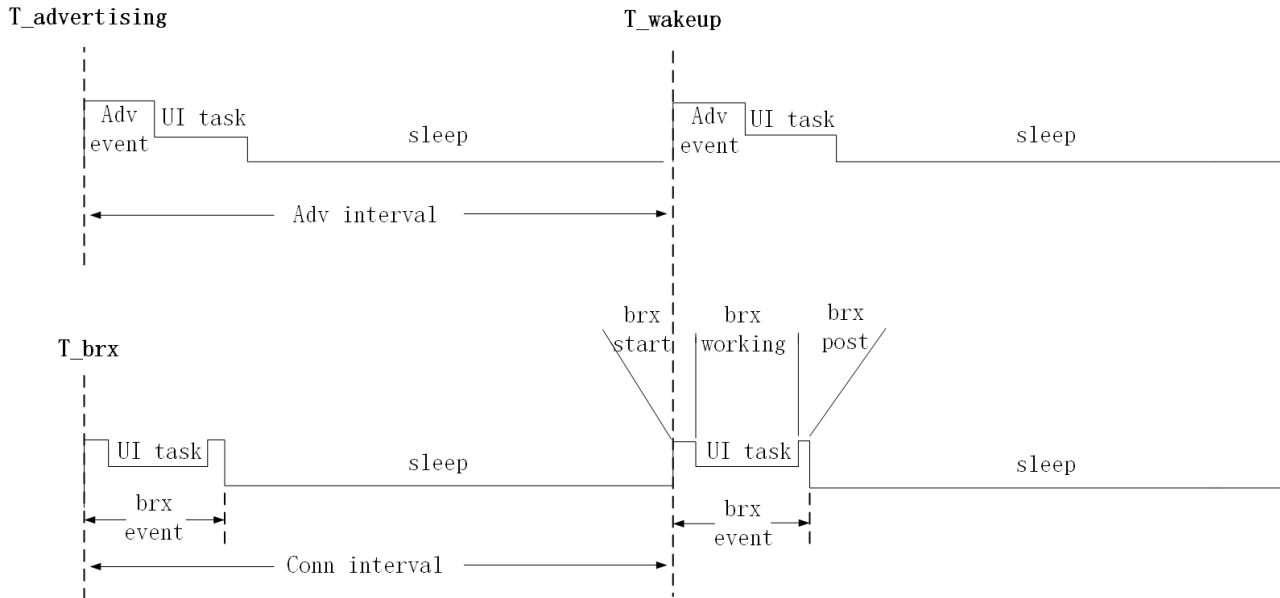 T_advertising
T_wakeup
Adv
event
UI task
sleep
Adv
event
UI task
sleep
Adv interval
T_brx
brx
start
brx
working
brx
post
UI task
sleep
UI task
sleep
brx
event
brx
event
Conn interval